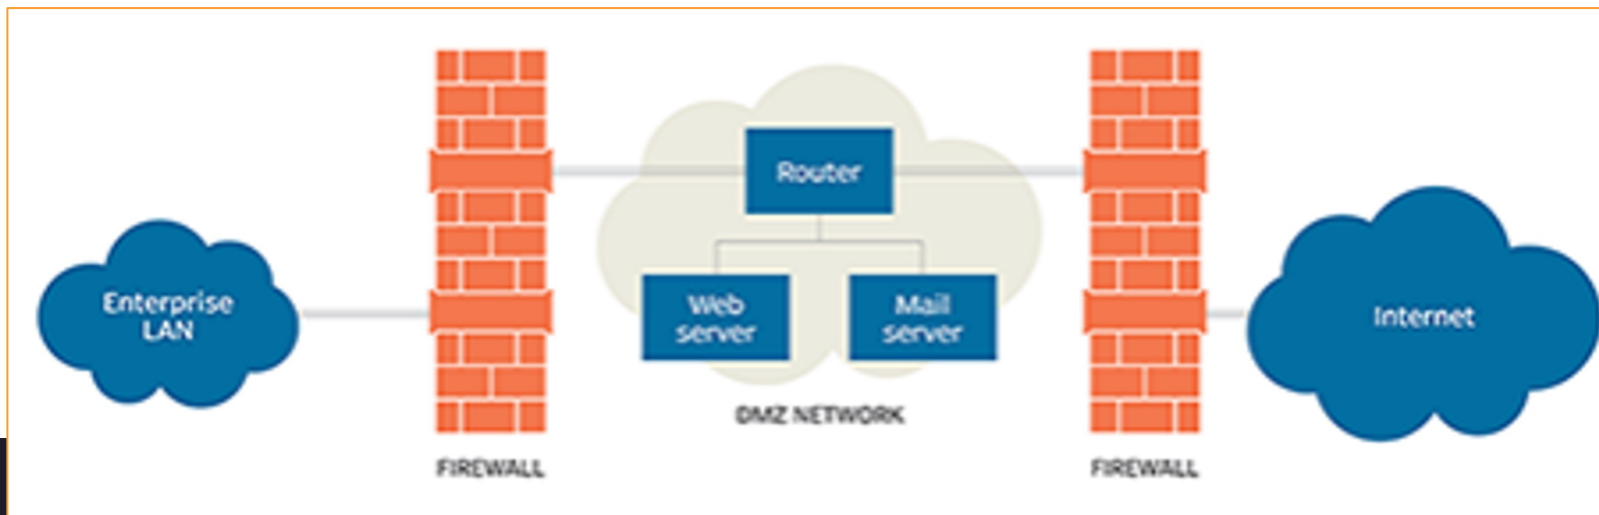 Router
Enterprise
LAN
Web
server
Mail
server
Internet
DMZ NETWORK
FIREWALL
FIREWALL